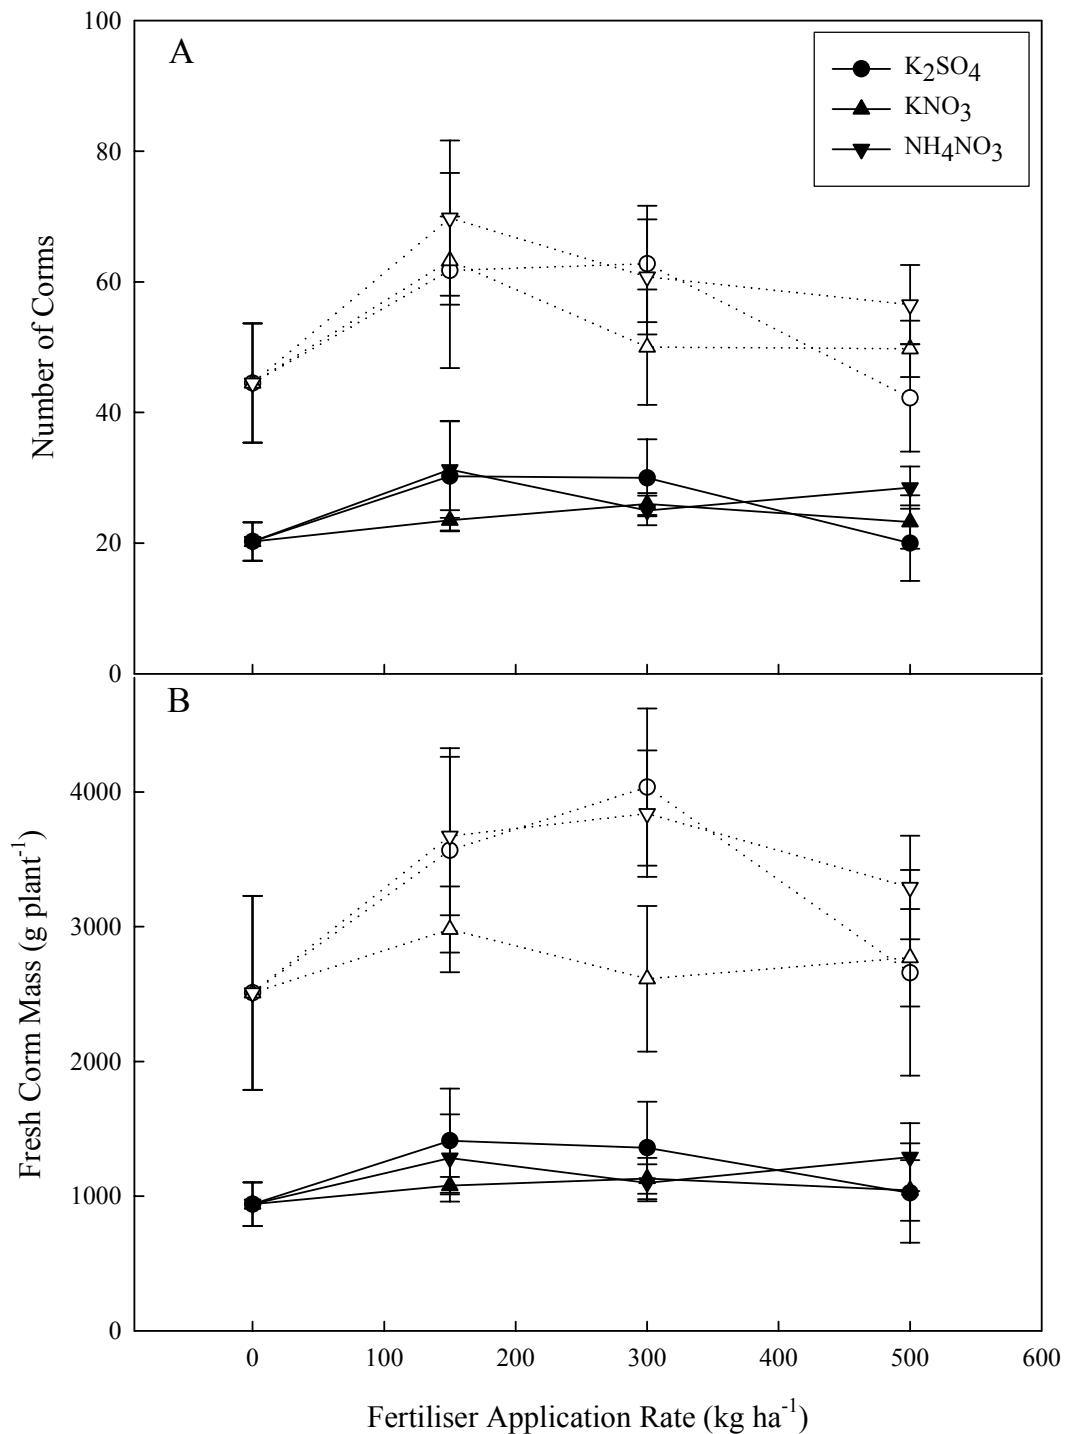 A
K2SO4
KNO3
NH4NO3
100
80
60
40
20
0
Number of Corms
B
4000
3000
2000
1000
0
Fresh Corm Mass (g plant-1)
0 100 200 300 400 500 600
Fertiliser Application Rate (kg ha-1)